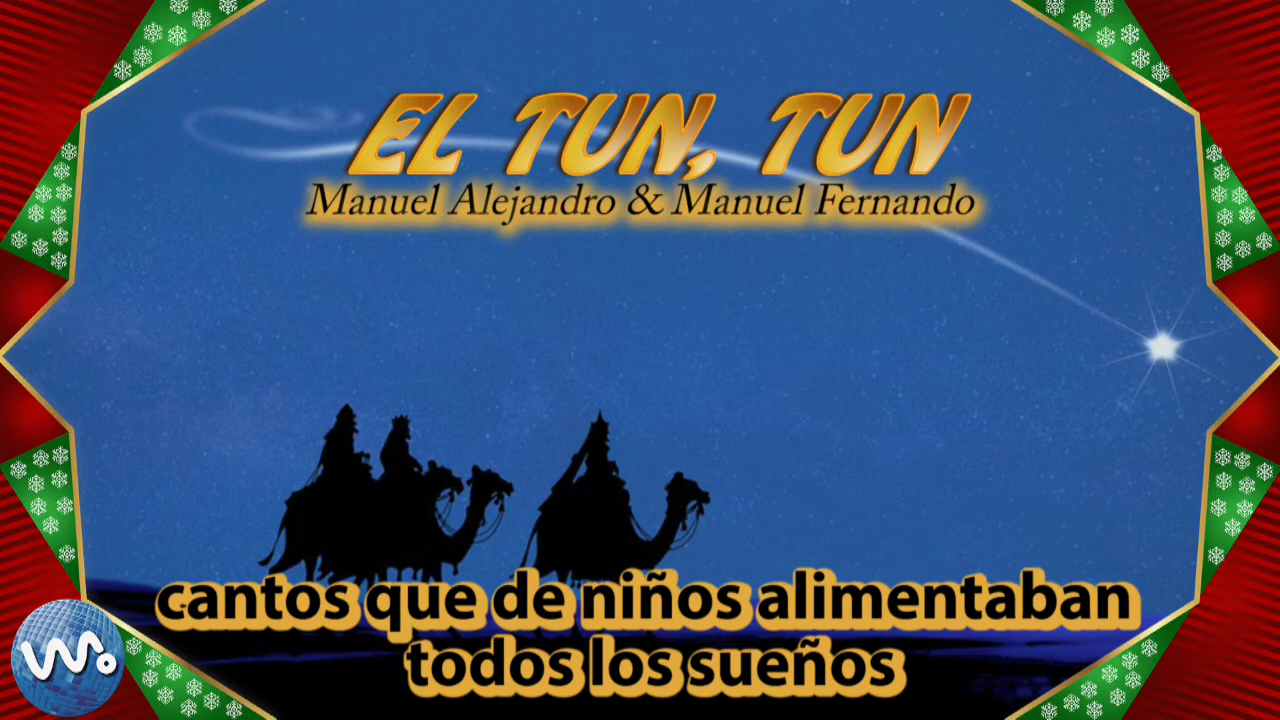 EL TUN, TUN
Manuel Alejandro & Manuel Fernando
cantos que de niños alimentaban
todos los sueños